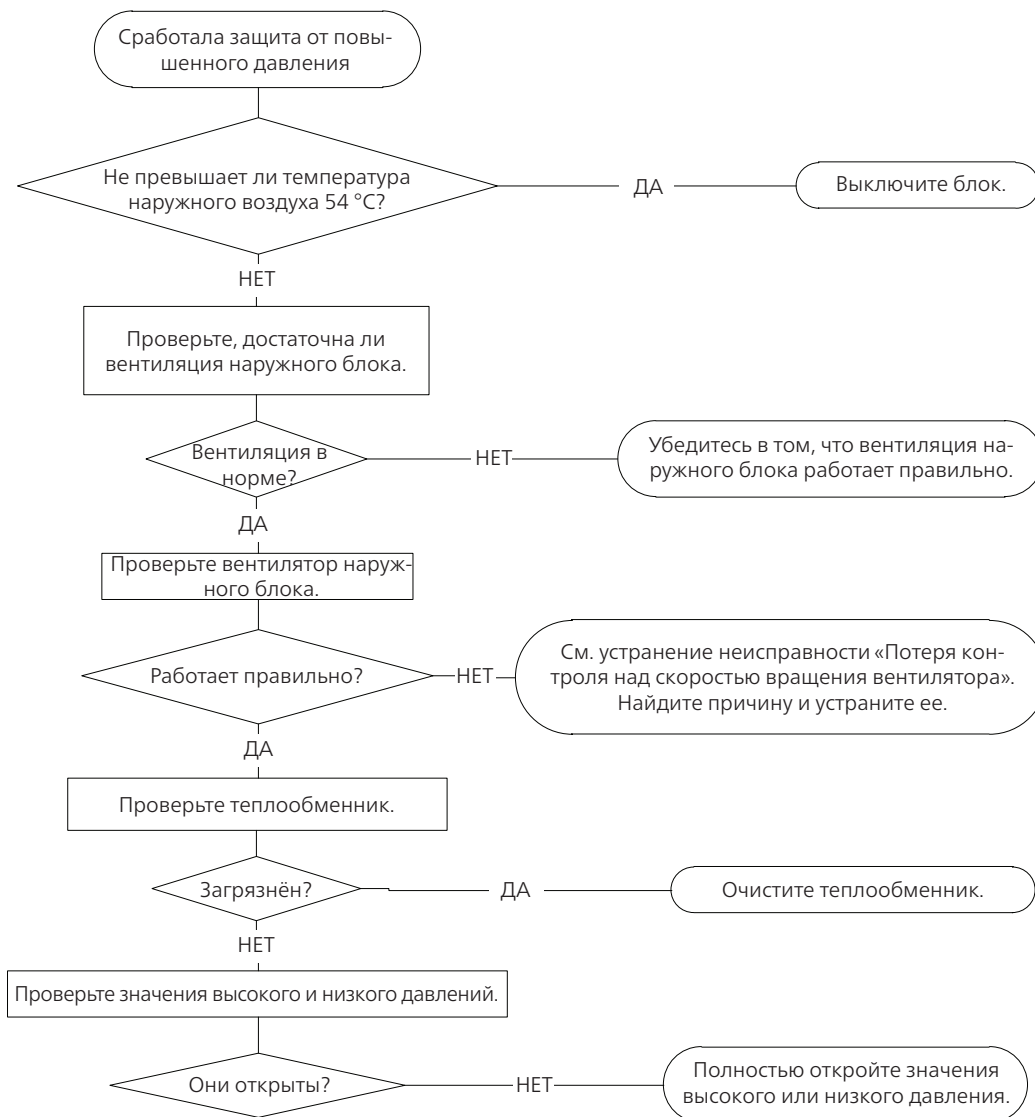 Сработала защита от повы-
шенного давления
Не превышает ли температура
наружного воздуха 54 °C?
ДА
Выключите блок.
НЕТ
Проверьте, достаточна ли
вентиляция наружного блока.
Вентиляция в
норме?
НЕТ
Убедитесь в том, что вентиляция на-
ружного блока работает правильно.
ДА
Проверьте вентилятор наруж-
ного блока.
Работает правильно?
НЕТ
См. устранение неисправности «Потеря кон-
троля над скоростью вращения вентилятора».
Найдите причину и устраните ее.
ДА
Проверьте теплообменник.
Загрязнён?
ДА
Очистите теплообменник.
НЕТ
Проверьте значения высокого и низкого давлений.
Они открыты?
НЕТ
Полностью откройте значения
высокого или низкого давления.